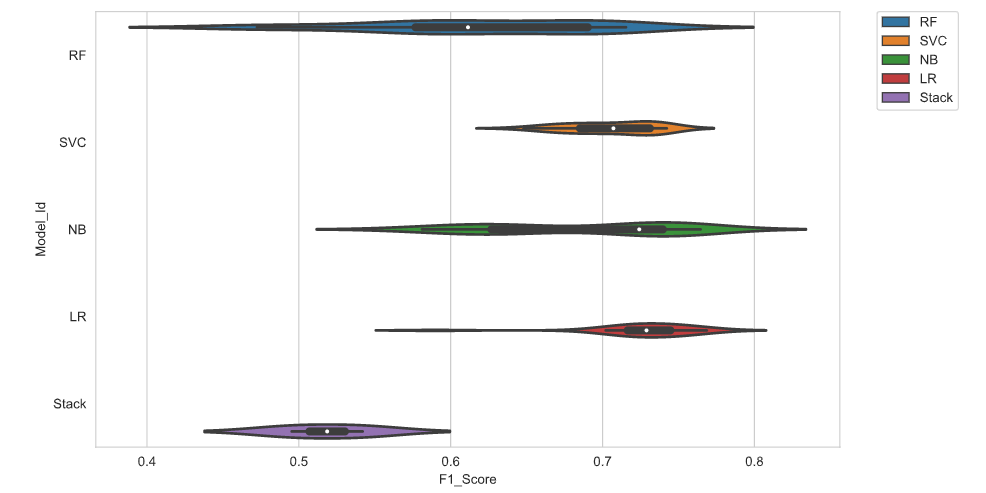 RF
SVC
NB
LR
Stack
Model_Id
RF
SVC
NB
LR
Stack
0.4 0.5 0.6 0.7 0.8
F1_Score